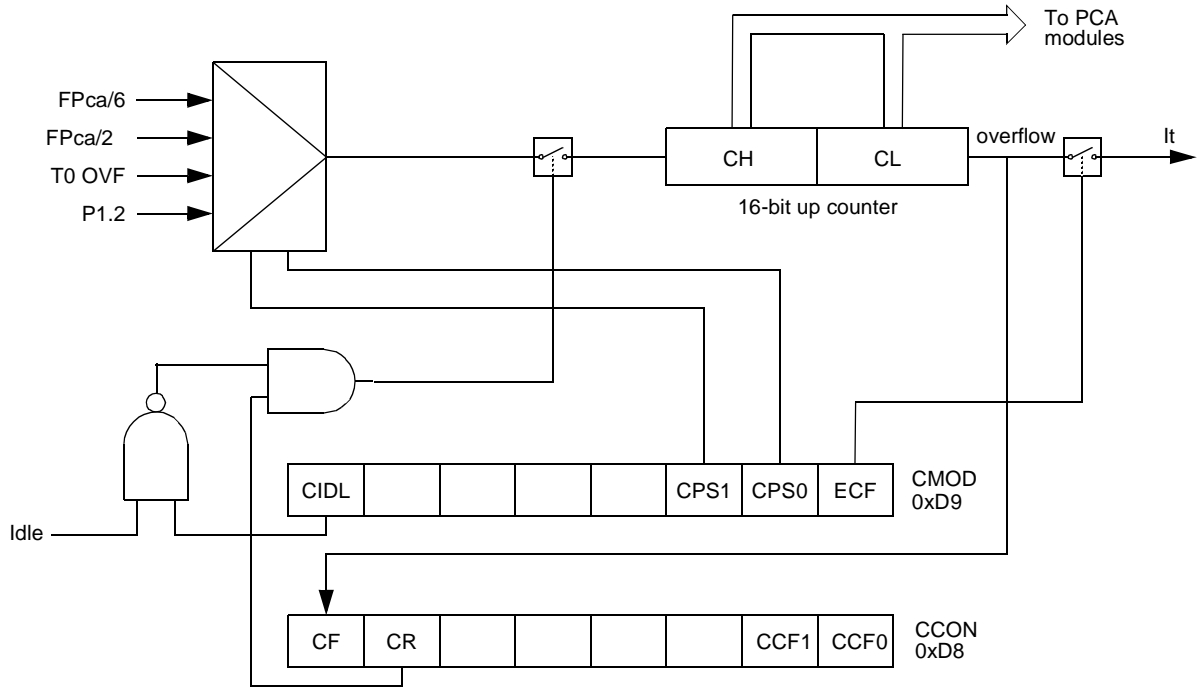 To PCA
modules
FPca/6
FPca/2
T0 OVF
P1.2
CH
CL
overflow
It
16-bit up counter
CIDL
CPS1
CPS0
ECF
CMOD
0xD9
Idle
CF
CR
CCF1
CCF0
CCON
0xD8